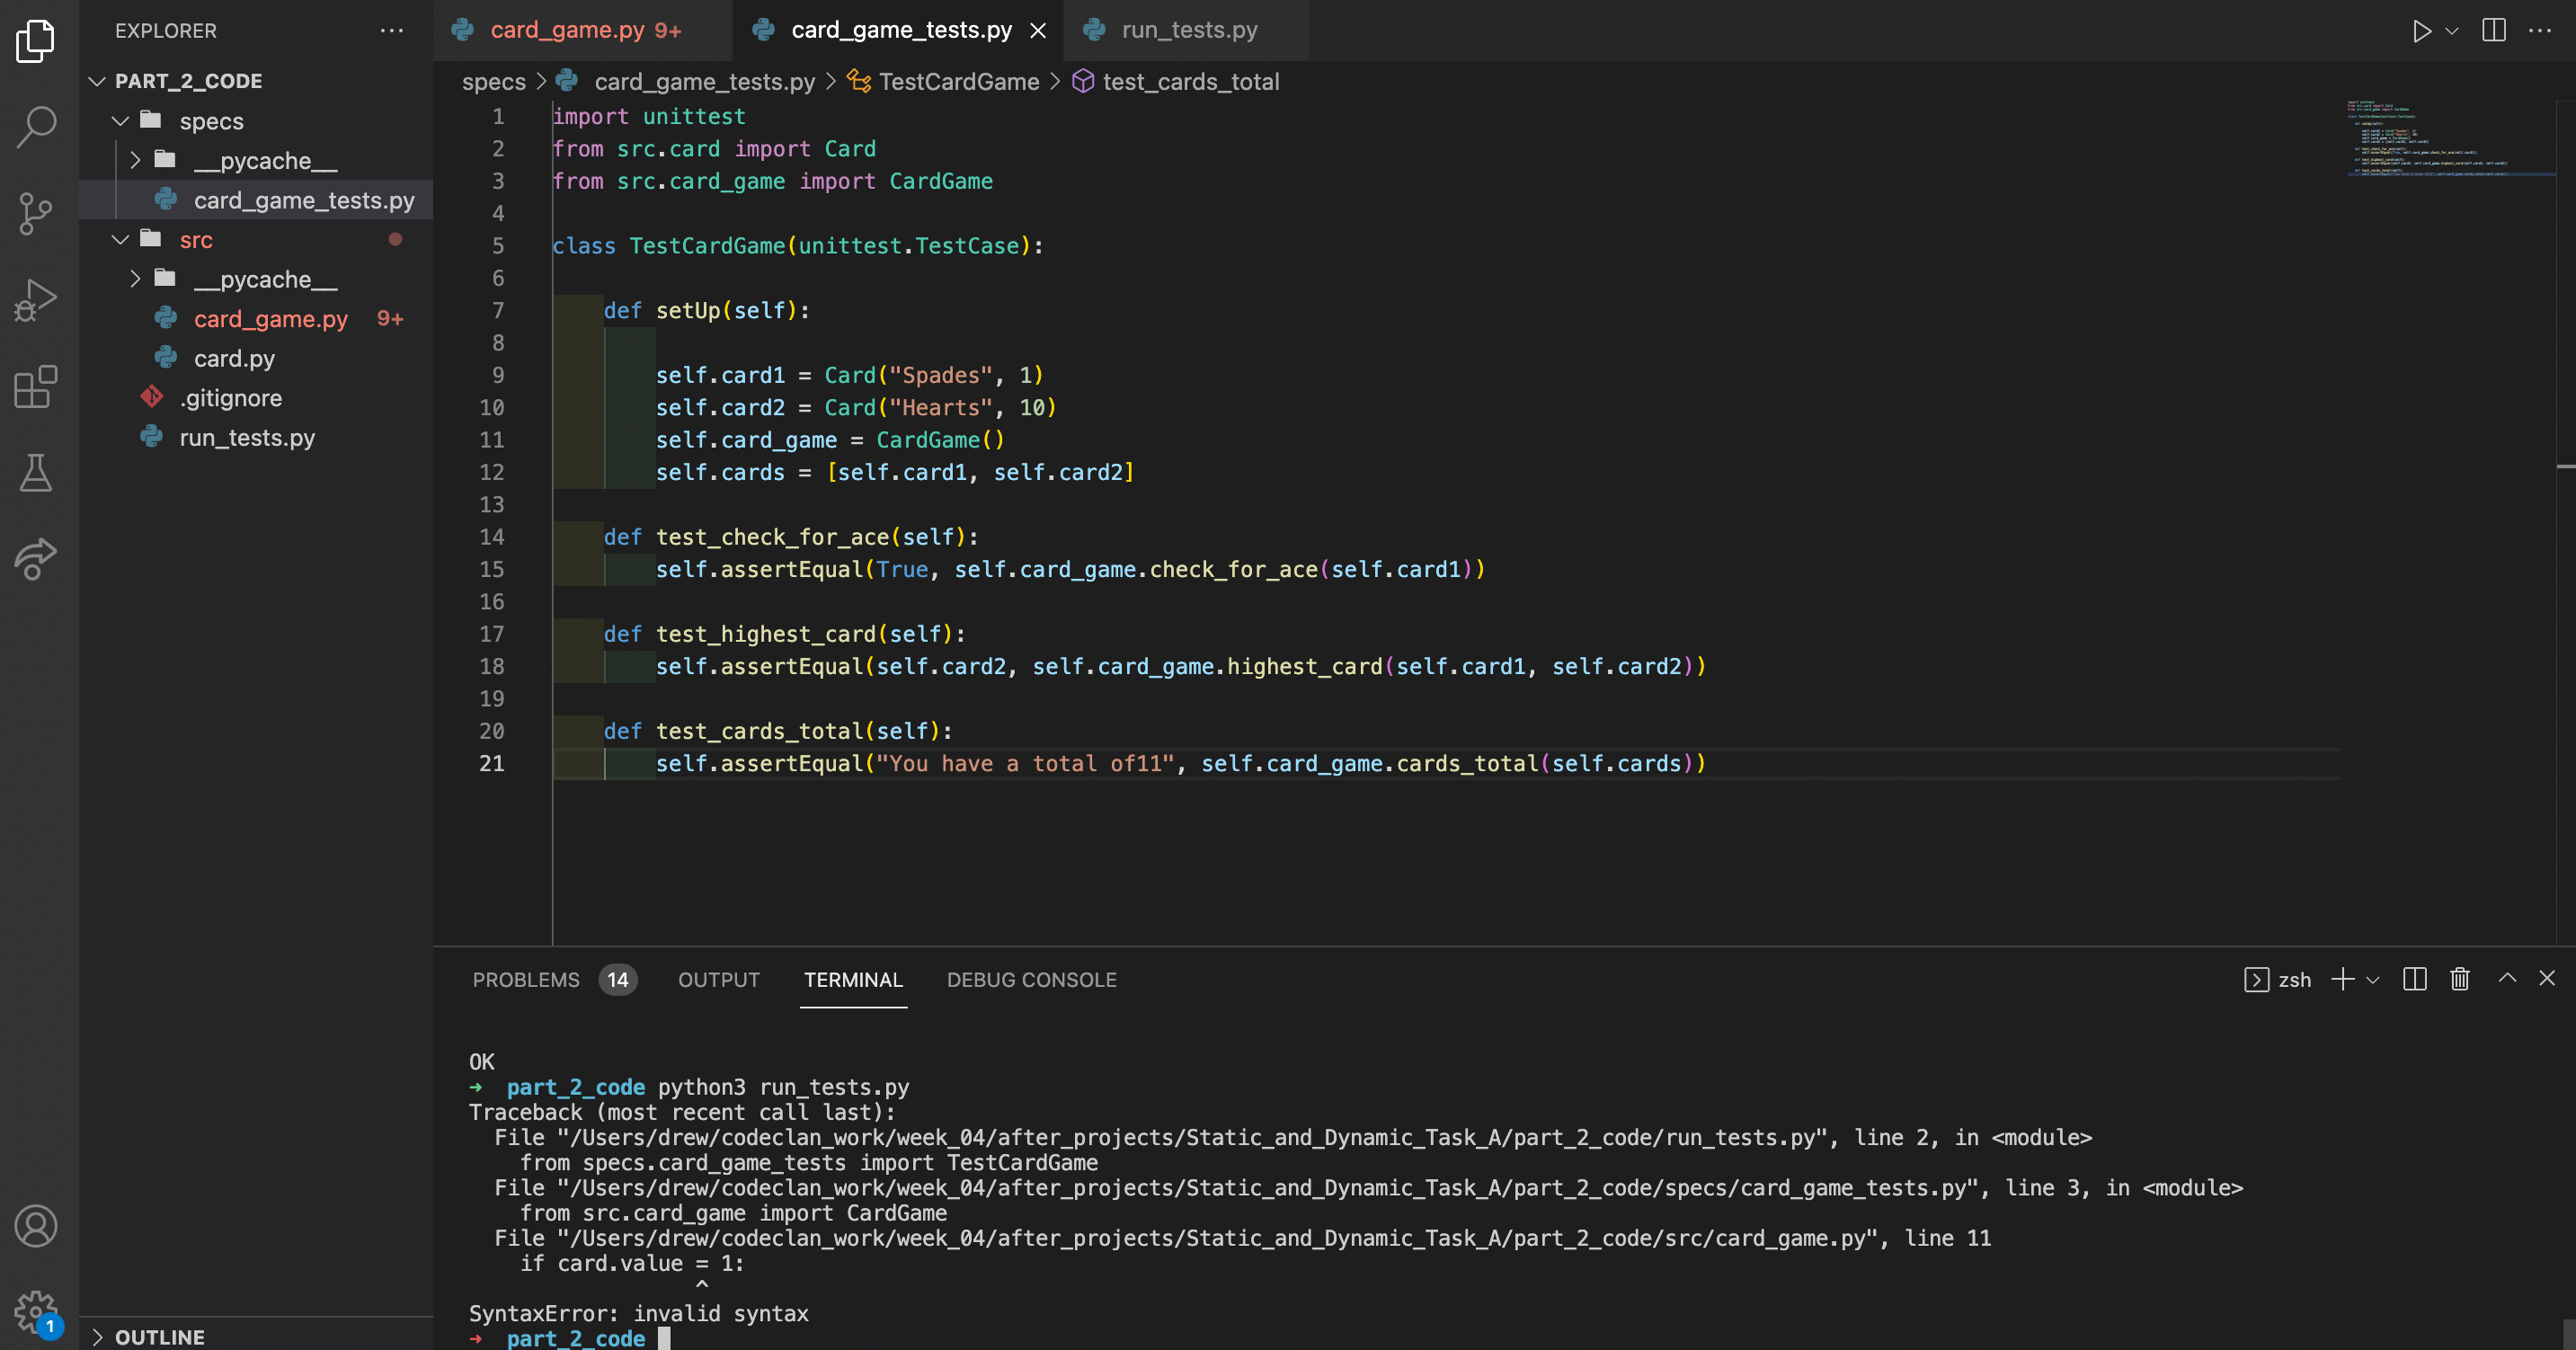 EXPLORER
PART_2_CODE
specs
__pycache__
card_game_tests.py
src
__pycache__
card_game.py 9+
card.py
.gitignore
run_tests.py
OUTLINE
1
card_game.py 9+ card_game_tests.py run_tests.py
specs > card_game_tests.py > TestCardGame > test_cards_total
1 import unittest
2 from src.card import Card
3 from src.card_game import CardGame
4
5 class TestCardGame(unittest.TestCase):
6
7 def setUp(self):
8
9 self.card1 = Card("Spades", 1)
10 self.card2 = Card("Hearts", 10)
11 self.card_game = CardGame()
12 self.cards = [self.card1, self.card2]
13
14 def test_check_for_ace(self):
15 self.assertEqual(True, self.card_game.check_for_ace(self.card1))
16
17 def test_highest_card(self):
18 self.assertEqual(self.card2, self.card_game.highest_card(self.card1, self.card2))
19
20 def test_cards_total(self):
21 self.assertEqual("You have a total of11", self.card_game.cards_total(self.cards))
PROBLEMS 14 OUTPUT TERMINAL DEBUG CONSOLE zsh
OK
➜ part_2_code python3 run_tests.py
Traceback (most recent call last):
File "/Users/drew/codeclan_work/week_04/after_projects/Static_and_Dynamic_Task_A/part_2_code/run_tests.py", line 2, in <module>
from specs.card_game_tests import TestCardGame
File "/Users/drew/codeclan_work/week_04/after_projects/Static_and_Dynamic_Task_A/part_2_code/specs/card_game_tests.py", line 3, in <module>
from src.card_game import CardGame
File "/Users/drew/codeclan_work/week_04/after_projects/Static_and_Dynamic_Task_A/part_2_code/src/card_game.py", line 11
if card.value = 1:
^
SyntaxError: invalid syntax
➜ part_2_code